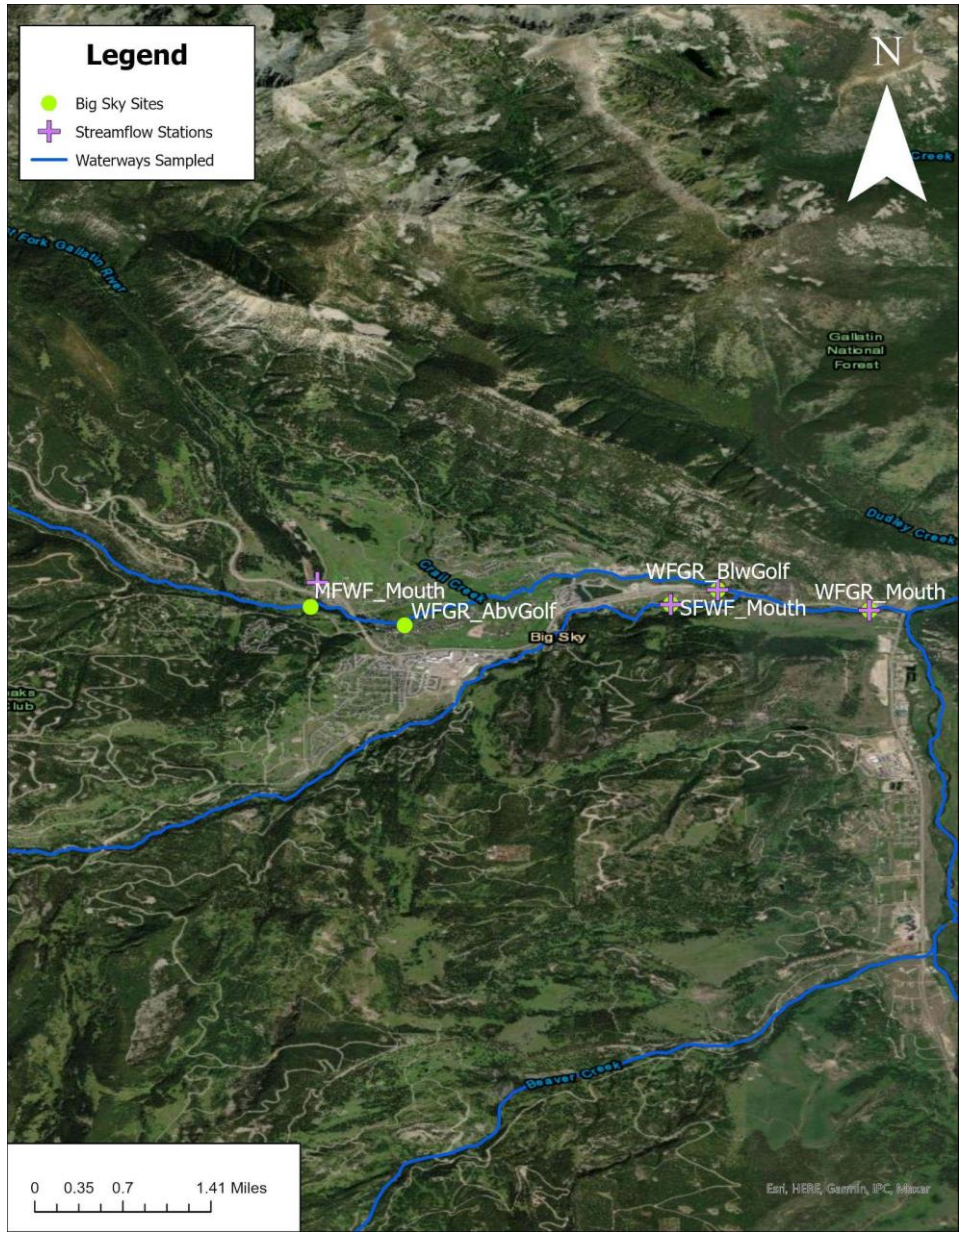 Legend
Big Sky Sites
Streamflow Stations
Waterways Sampled
N
Creek
st Fork Gallatin River
Gallatin
National
Forest
Dudley Creek
Crail Creek
WFGR_BlwGolf
MFWF_Mouth
WFGR_Mouth
WFGR_AbvGolf
SFWF_Mouth
Big Sky
eaks
Club
Beaver Creek
0 0.35 0.7 1.41 Miles
Esri, HERE, Garmin, iPC, Maxar